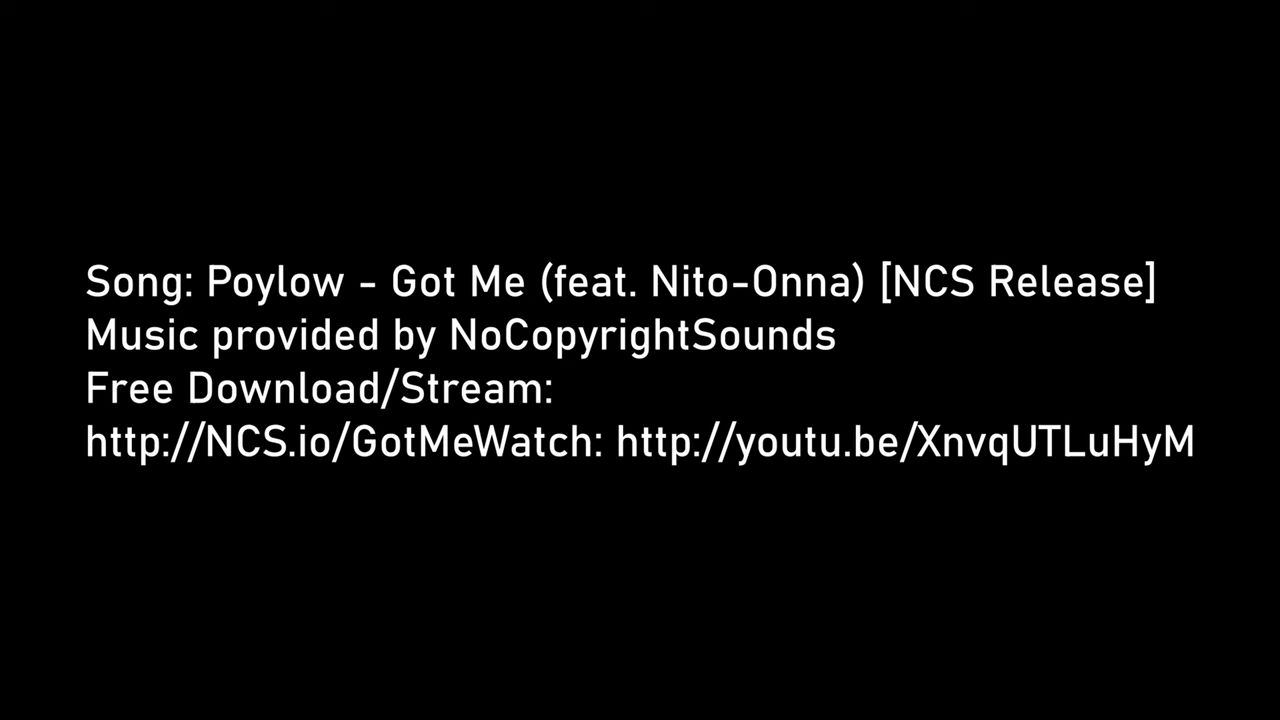 Song: Poylow - Got Me (feat. Nito-Onna) [NCS Release]
Music provided by NoCopyrightSounds
Free Download/Stream:
http://NCS.io/GotMeWatch: http://youtu.be/XnvqUTLuHyM